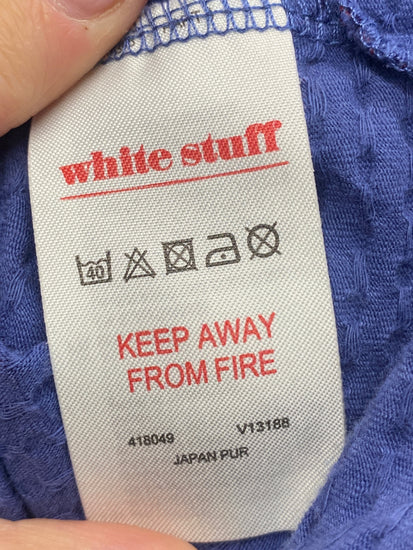 white stuff
40
KEEP AWAY
FROM FIRE
418049 V13188
JAPAN PUR